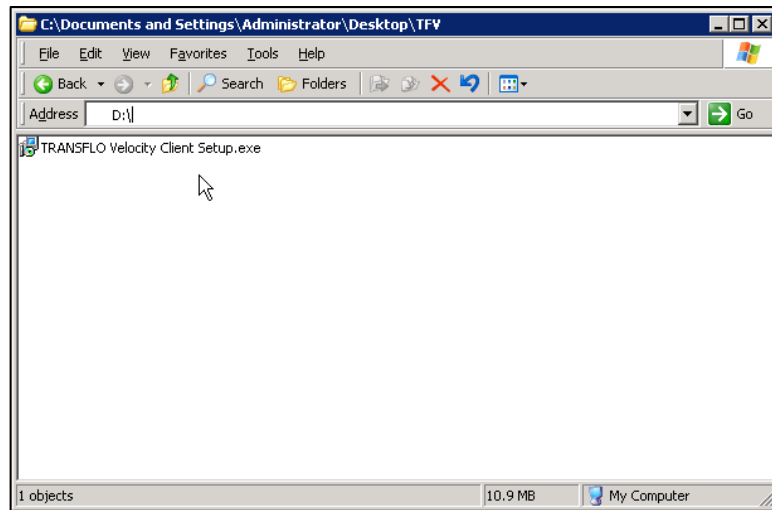 C:\Documents and Settings\Administrator\Desktop\TFV
File Edit View Favorites Tools Help
Back Search Folders
Address D:\ Go
TRANSFLO Velocity Client Setup.exe
1 objects 10.9 MB My Computer